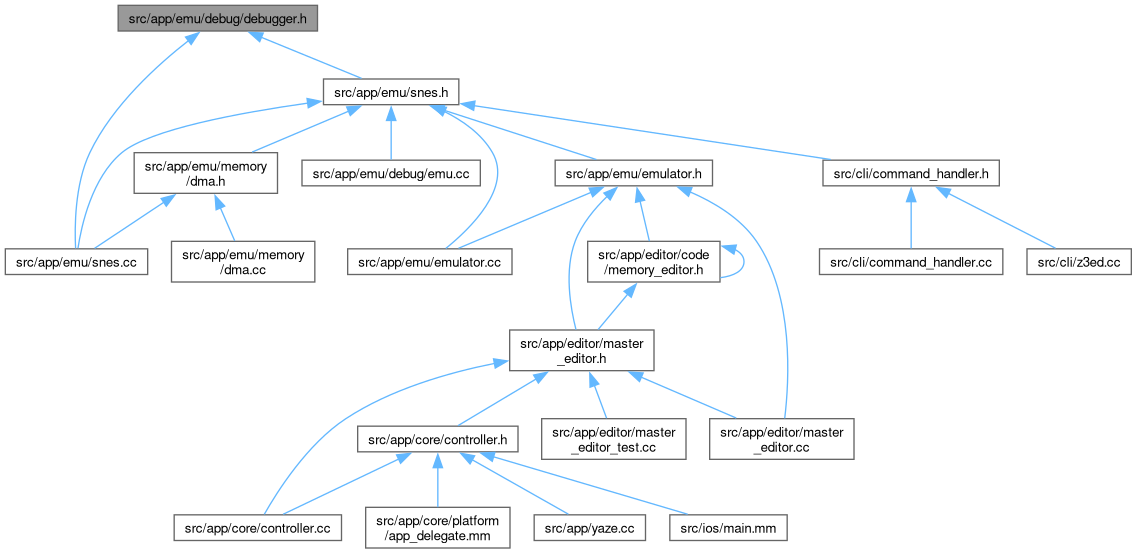 src/app/emu/debug/debugger.h
src/app/emu/snes.h
src/app/emu/memory
/dma.h
src/app/emu/debug/emu.cc
src/app/emu/emulator.h
src/cli/command_handler.h
src/app/emu/snes.cc
src/app/emu/memory
/dma.cc
src/app/emu/emulator.cc
src/app/editor/code
/memory_editor.h
src/cli/command_handler.cc
src/cli/z3ed.cc
src/app/editor/master
_editor.h
src/app/core/controller.h
src/app/editor/master
_editor_test.cc
src/app/editor/master
_editor.cc
src/app/core/controller.cc
src/app/core/platform
/app_delegate.mm
src/app/yaze.cc
src/ios/main.mm